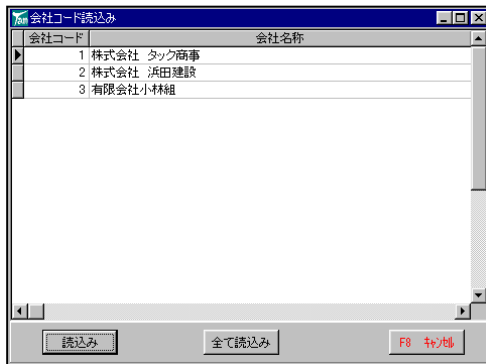 会社コード読込み
会社コード 会社名称
1 株式会社 タック商事
2 株式会社 浜田建設
3 有限会社小林組
読込み 全て読込み F8 ｷｬﾝｾﾙ